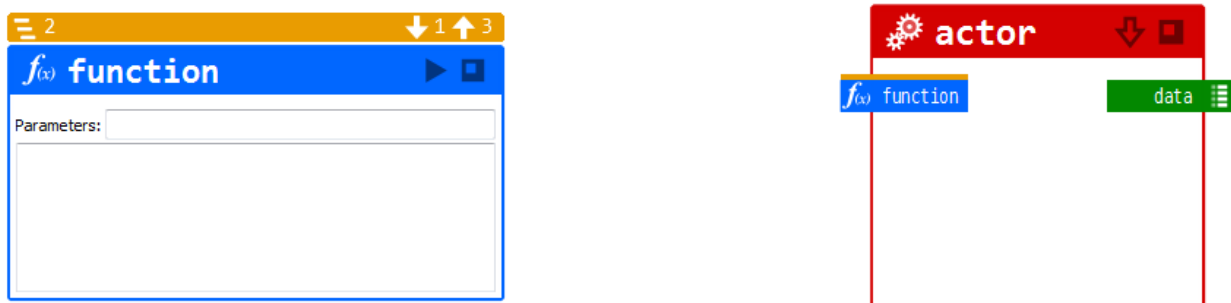 2 1 3
f(x) function
Parameters:
actor
f(x) function
data